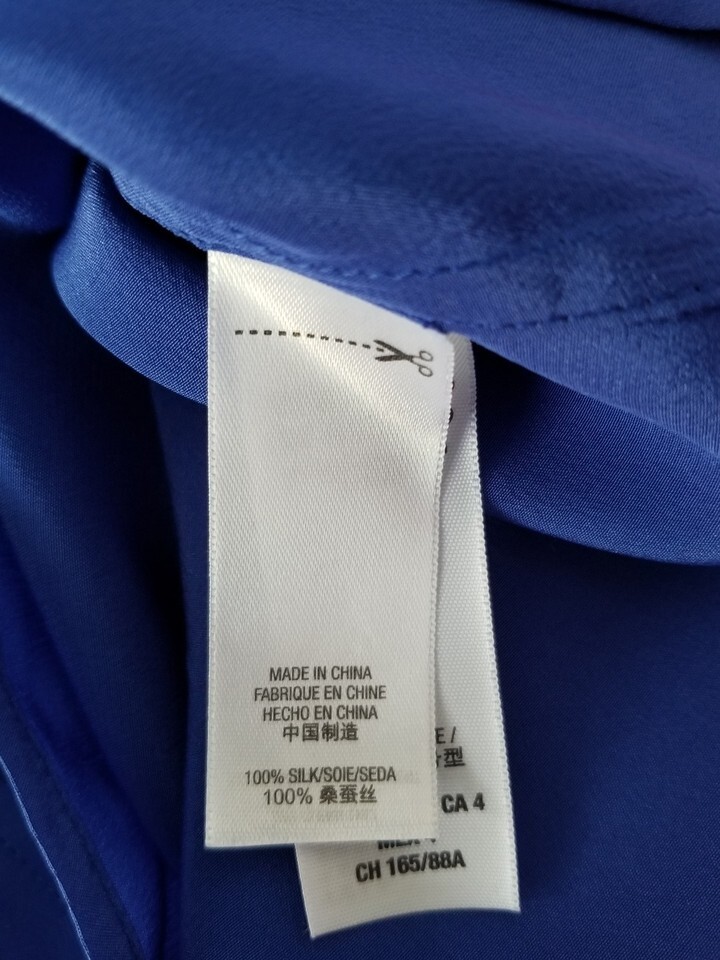 MADE IN CHINA
FABRIQUE EN CHINE
HECHO EN CHINA
中国制造
100% SILK/SOIE/SEDA
100% 桑蚕丝
E /
型
CA 4
CH 165/88A